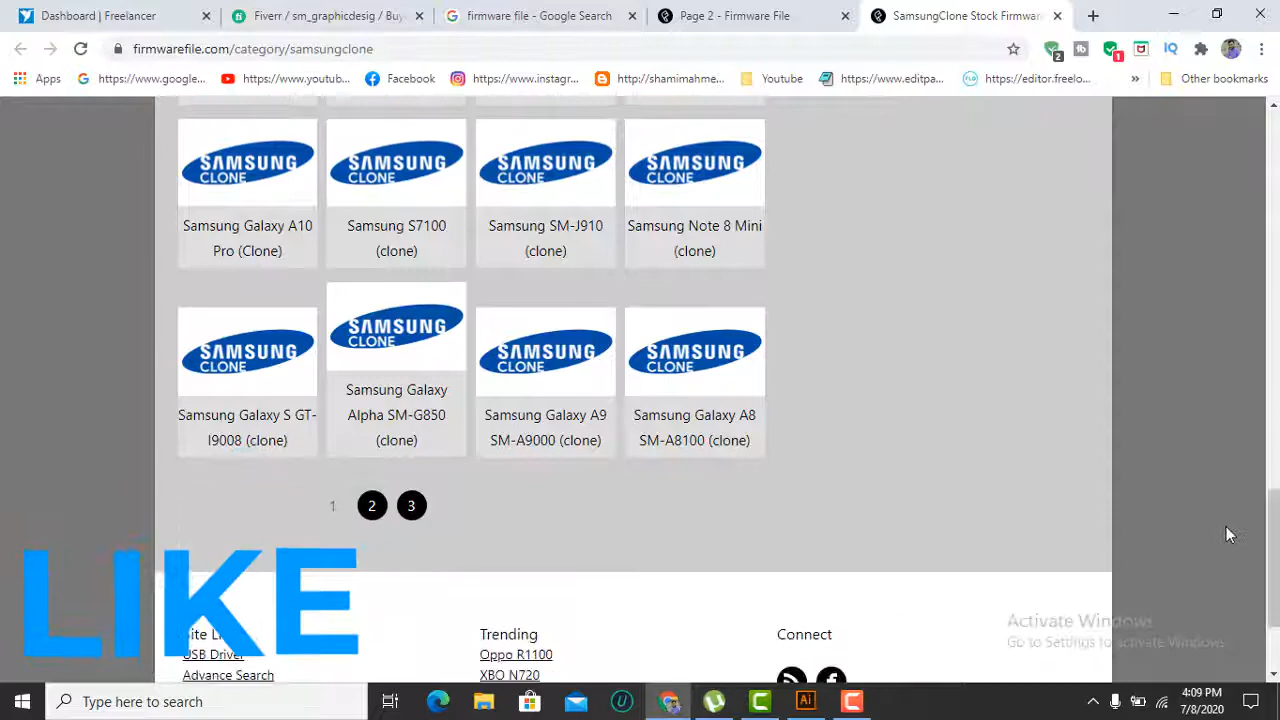 Dashboard | Freelancer
Fiverr / sm_graphicdesig / Buy
firmware file - Google Search
Page 2 - Firmware File
SamsungClone Stock Firmware
firmwarefile.com/category/samsungclone
2
1
IQ
Apps
https://www.google...
https://www.youtub...
Facebook
https://www.instagr...
http://shamimahme...
Youtube
https://www.editpa...
https://editor.freelo...
»
Other bookmarks
SAMSUNG CLONE
SAMSUNG CLONE
SAMSUNG CLONE
SAMSUNG CLONE
Samsung Galaxy A10
Pro (Clone)
Samsung S7100
(clone)
Samsung SM-J910
(clone)
Samsung Note 8 Mini
(clone)
SAMSUNG CLONE
SAMSUNG CLONE
SAMSUNG CLONE
SAMSUNG CLONE
Samsung Galaxy S GT-
I9008 (clone)
Samsung Galaxy
Alpha SM-G850
(clone)
Samsung Galaxy A9
SM-A9000 (clone)
Samsung Galaxy A8
SM-A8100 (clone)
1 2 3
LIKE
Site Li
USB Driver
Advance Search
Trending
Oppo R1100
XBO N720
Connect
Activate Windows
Go to Settings to activate Windows.
Type here to search
4:09 PM
7/8/2020